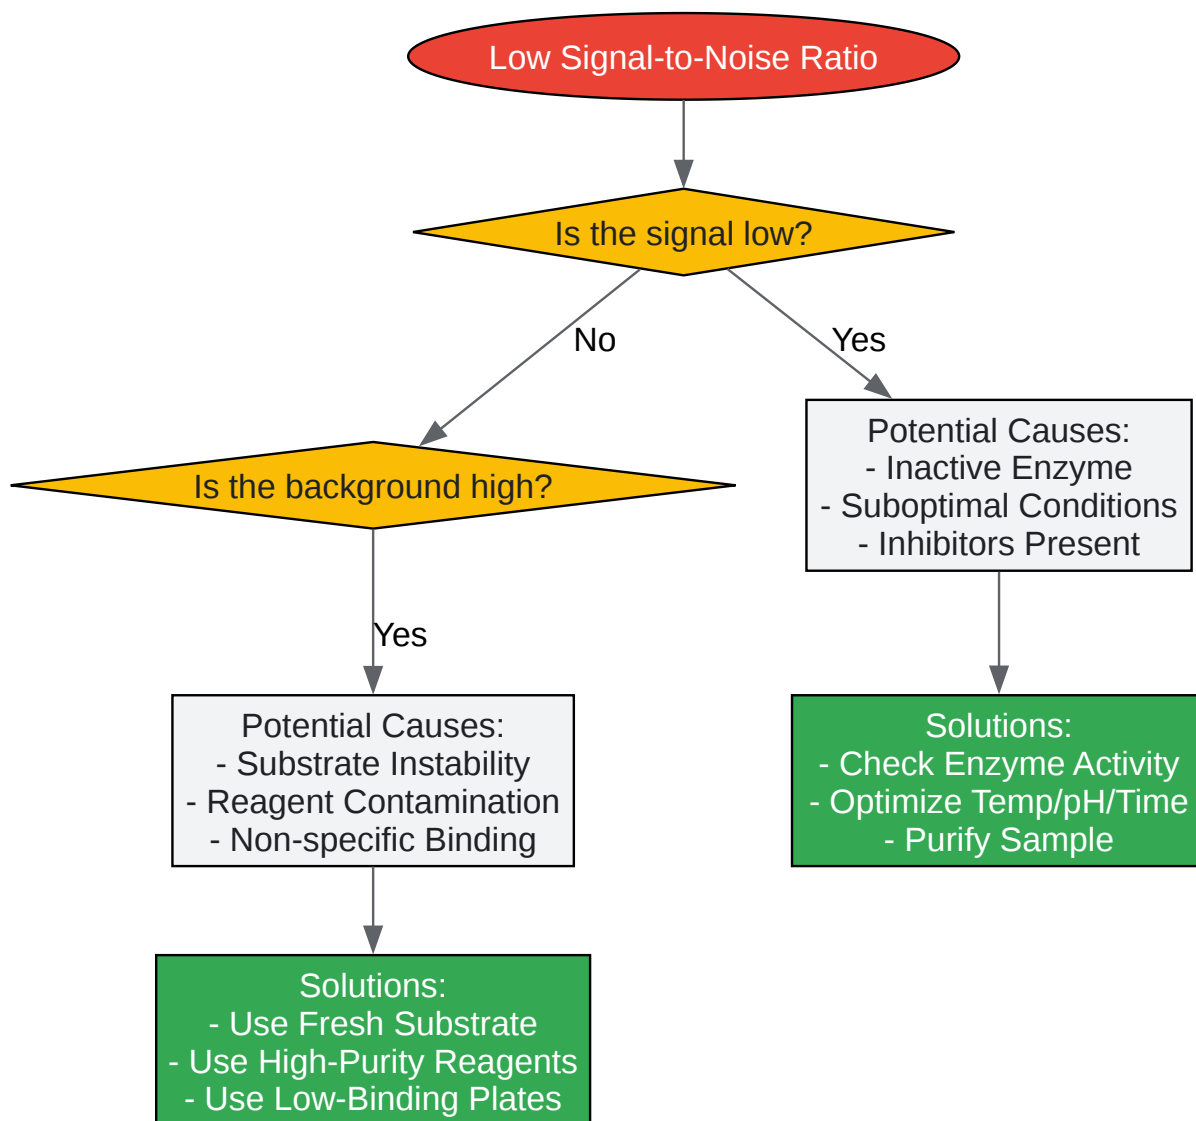 Low Signal-to-Noise Ratio
Is the signal low?
No
Yes
Is the background high?
Potential Causes:
- Inactive Enzyme
- Suboptimal Conditions
- Inhibitors Present
Yes
Potential Causes:
- Substrate Instability
- Reagent Contamination
- Non-specific Binding
Solutions:
- Check Enzyme Activity
- Optimize Temp/pH/Time
- Purify Sample
Solutions:
- Use Fresh Substrate
- Use High-Purity Reagents
- Use Low-Binding Plates